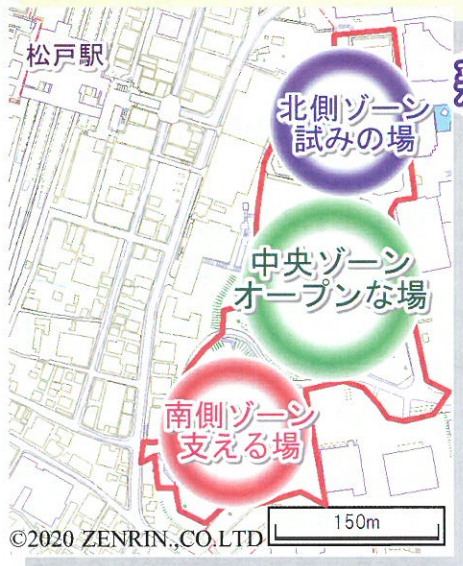 松戸駅
北側ゾーン
試みの場
中央ゾーン
オープンな場
南側ゾーン
支える場
150m
©2020 ZENRIN.,CO.LTD